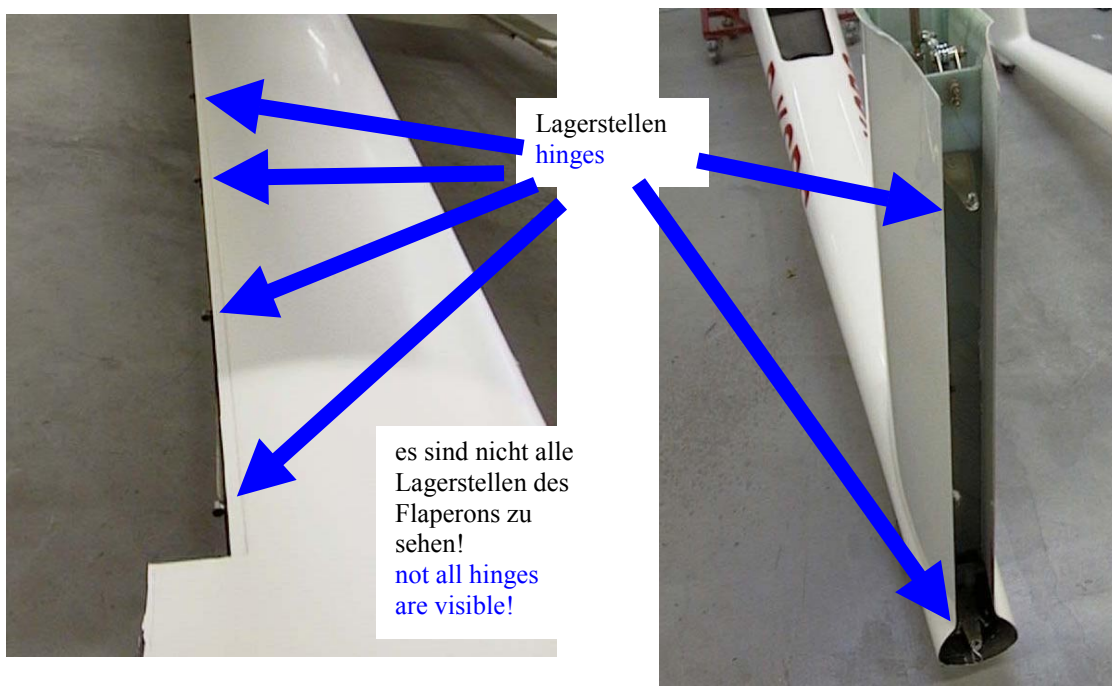 Lagerstellen
hinges
es sind nicht alle
Lagerstellen des
Flaperons zu
sehen!
not all hinges
are visible!